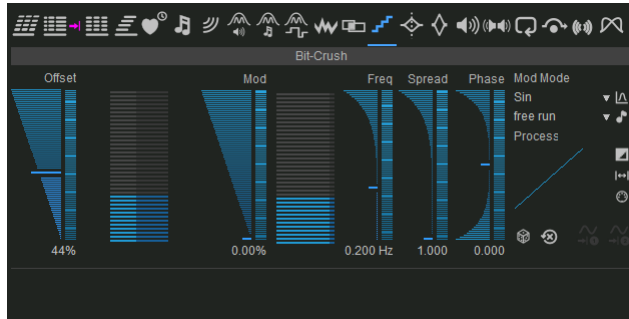 Bit-Crush
Offset Mod Freq Spread Phase Mod Mode
Sin
free run
Process
44% 0.00% 0.200 Hz 1.000 0.000